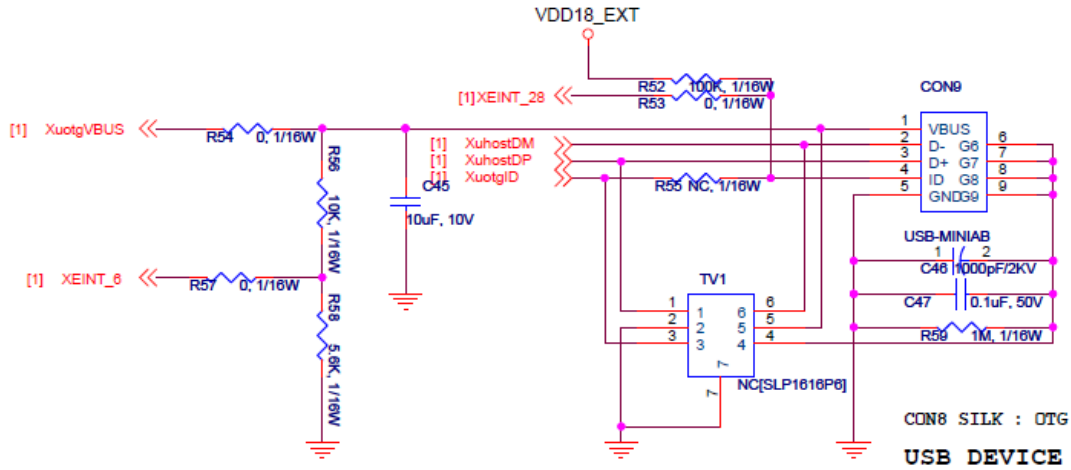 VDD18_EXT
R52 100K, 1/16W
[1] XEINT_28
R53 0, 1/16W
CON9
[1] XuotgVBUS
R54 0, 1/16W
[1] XuhostDM
[1] XuhostDP
[1] XuotgID
R55 NC, 1/16W
1 VBUS
2 D- G6 6
3 D+ G7 7
4 ID G8 8
5 GND G9 9
USB-MINIAB
R56
10K, 1/16W
C45
10uF, 10V
[1] XEINT_6
R57 0, 1/16W
R58
5.6K, 1/16W
1 2
C46 1000pF/2KV
C47 0.1uF, 50V
R59 1M, 1/16W
TV1
1 1 6 6
2 2 5 5
3 3 4 4
7
7
NC[SLP1616P6]
CON8 SILK : OTG
USB DEVICE